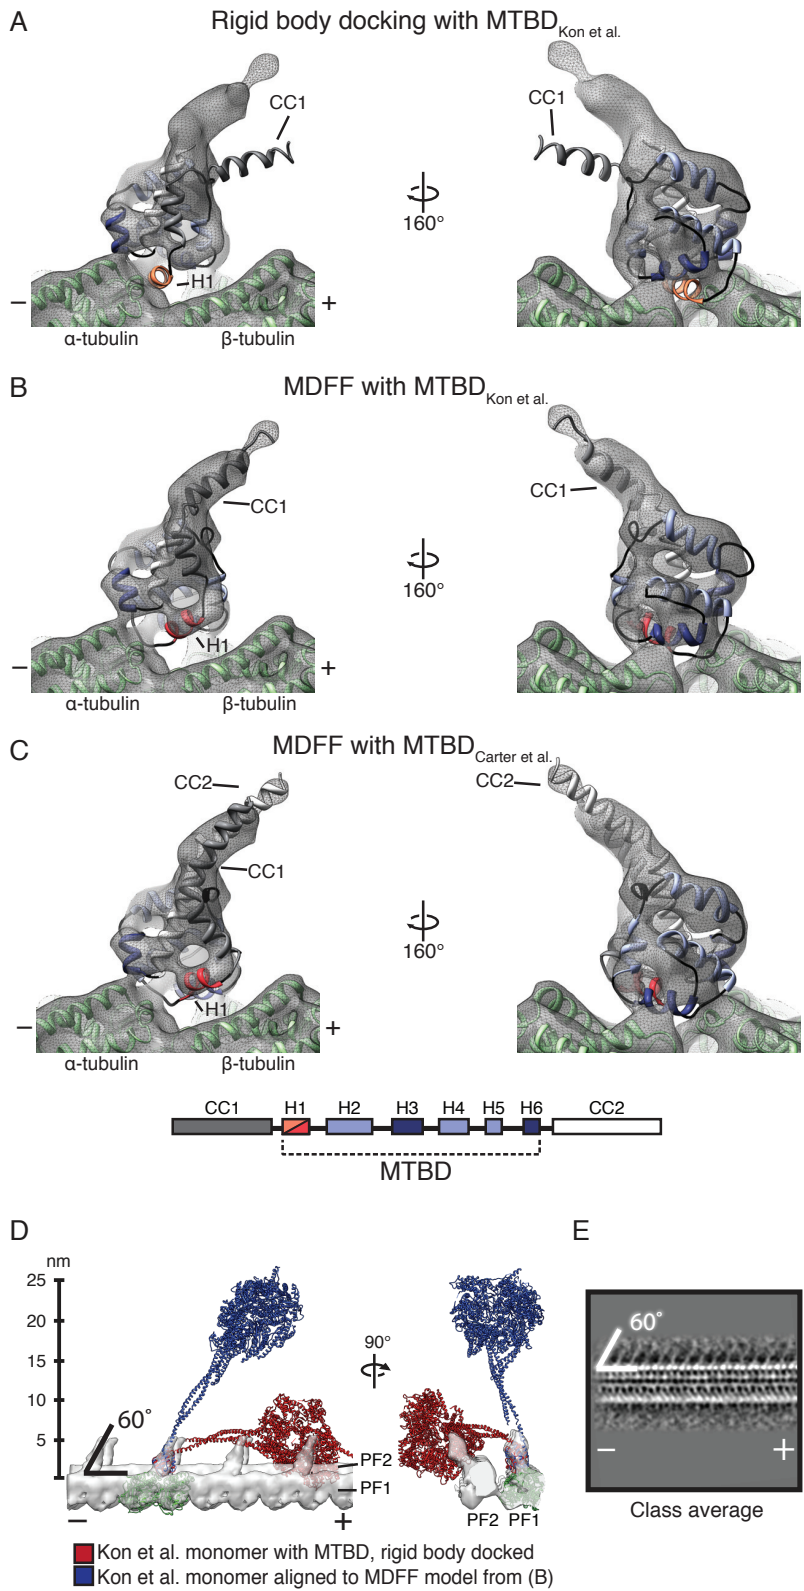 A
Rigid body docking with MTBD Kon et al.
CC1
H1
−
+
α-tubulin
β-tubulin
160°
CC1
B
MDFF with MTBD Kon et al.
CC1
H1
−
+
α-tubulin
β-tubulin
160°
CC1
C
MDFF with MTBD Carter et al.
CC2
CC1
H1
−
+
α-tubulin
β-tubulin
160°
CC2
CC1 H1 H2 H3 H4 H5 H6 CC2
MTBD
D
nm
25
20
15
10
5
60°
90°
PF2
PF1
−
+
PF2 PF1
Kon et al. monomer with MTBD, rigid body docked
Kon et al. monomer aligned to MDFF model from (B)
E
60°
−
+
Class average